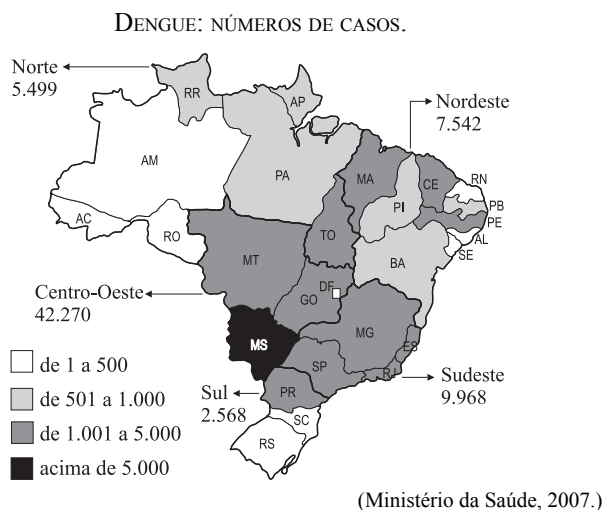 DENGUE: NÚMEROS DE CASOS.
Norte
5.499
RR
AP
Nordeste
7.542
AM
PA
MA
CE
RN
PB
PE
AL
SE
PI
AC
RO
TO
MT
BA
DF
GO
Centro-Oeste
42.270
MG
ES
MS
SP
RJ
Sudeste
9.968
PR
Sul
2.568
SC
RS
de 1 a 500
de 501 a 1.000
de 1.001 a 5.000
acima de 5.000
(Ministério da Saúde, 2007.)